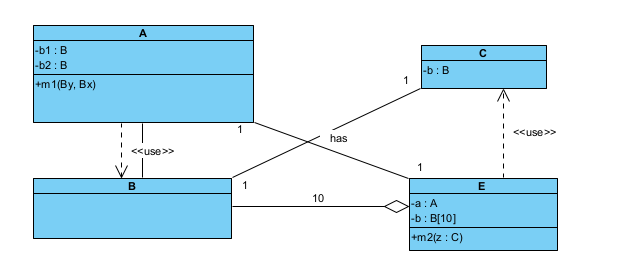 A
-b1 : B
-b2 : B
+m1(By, Bx)
C
-b : B
1
1
has
<<use>>
<<use>>
1
B
1
10
E
-a : A
-b : B[10]
+m2(z : C)